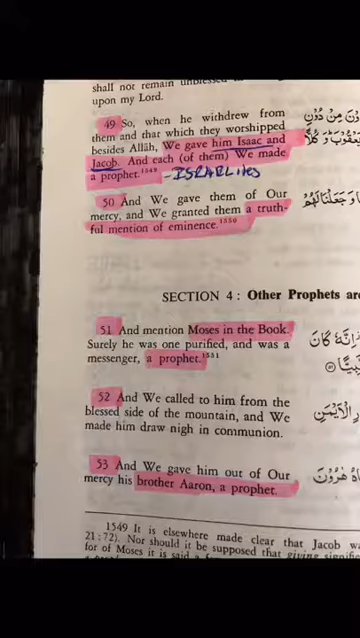 shall not remain unblessed in
upon my Lord.
49 So, when he withdrew from
them and that which they worshipped
besides Allāh, We gave him Isaac and
Jacob. And each (of them) We made
a prophet.1549 -ISRAELites
50 And We gave them of Our
mercy, and We granted them a truth-
ful mention of eminence.1550
SECTION 4: Other Prophets are
51 And mention Moses in the Book.
Surely he was one purified, and was a
messenger, a prophet.1551
52 And We called to him from the
blessed side of the mountain, and We
made him draw nigh in communion.
53 And We gave him out of Our
mercy his brother Aaron, a prophet.
1549 It is elsewhere made clear that Jacob
21:72). Nor should it be supposed that giving
for of Moses it is said